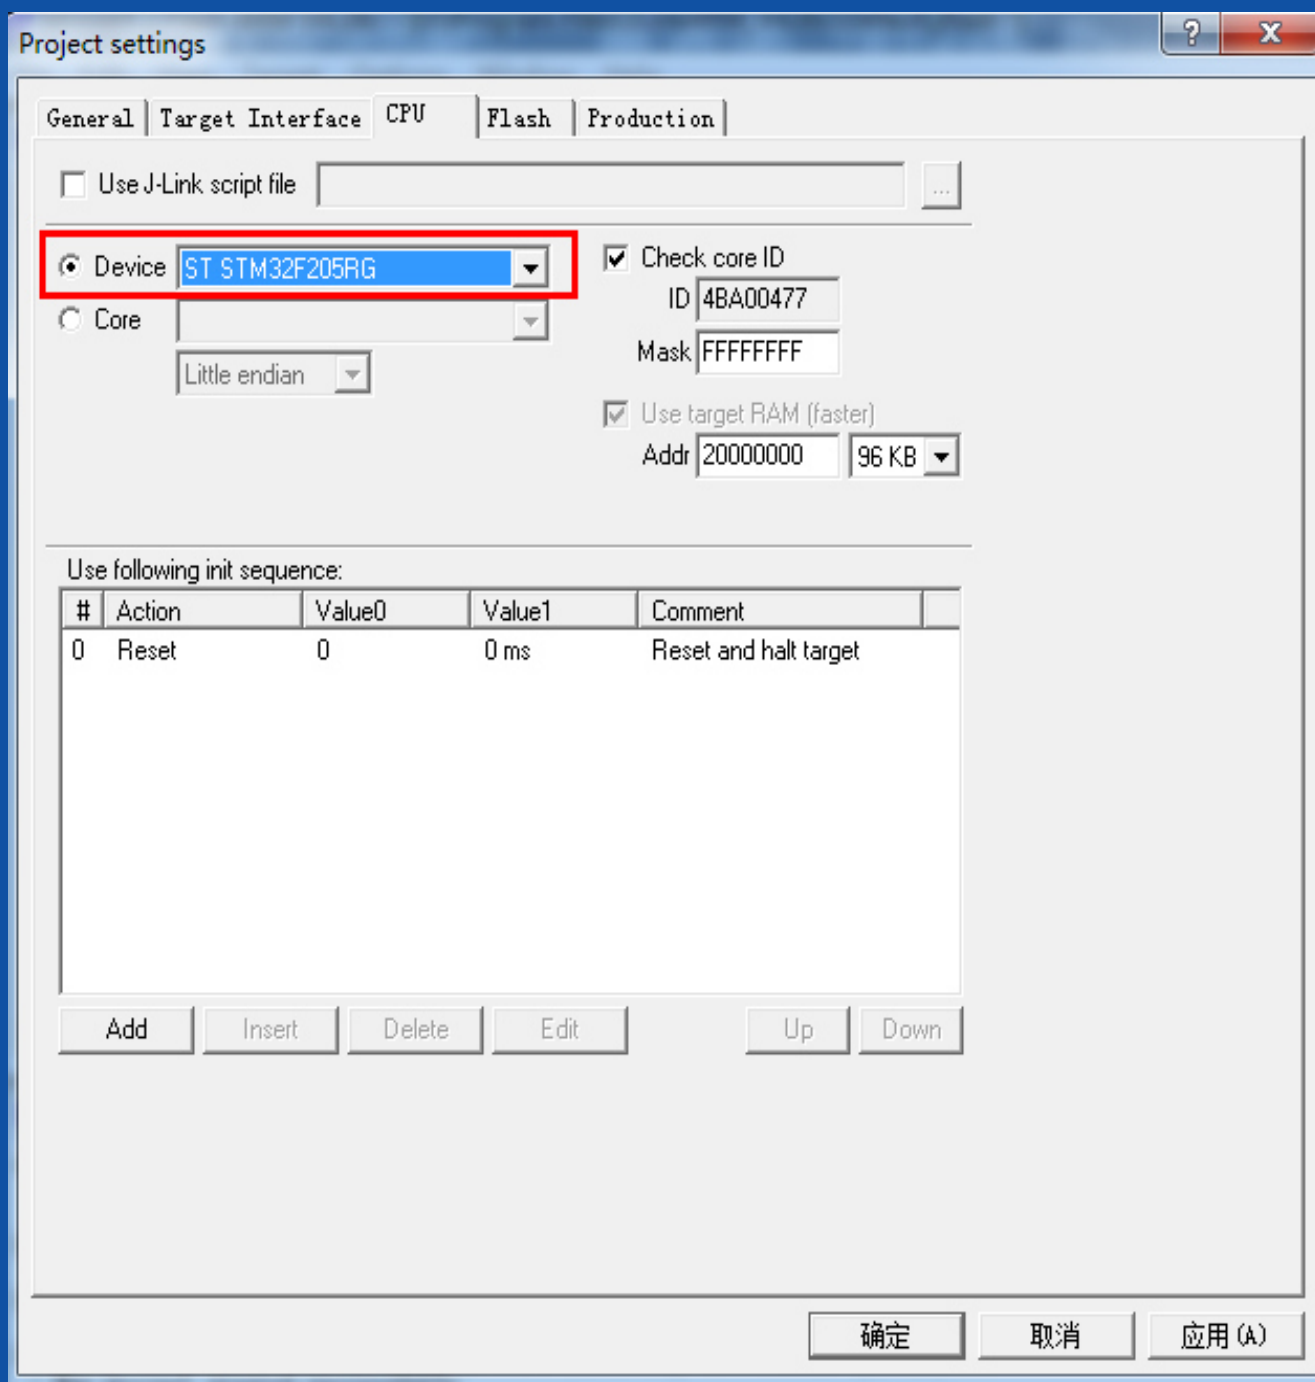 Project settings
General Target Interface CPU Flash Production
Use J-Link script file ...
Device ST STM32F205RG
Check core ID
ID 4BA00477
Core
Mask FFFFFFFF
Little endian
Use target RAM (faster)
Addr 20000000 96 KB
Use following init sequence:
# Action Value0 Value1 Comment
0 Reset 0 0 ms Reset and halt target
Add Insert Delete Edit Up Down
确定 取消 应用(A)